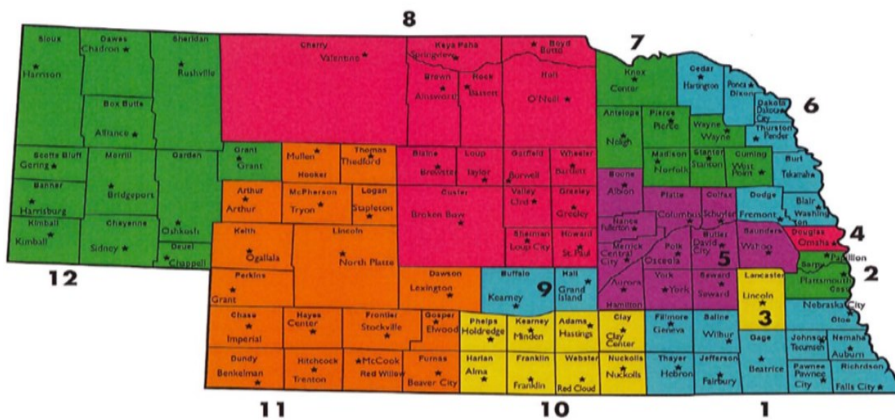 8
Sioux
Harrison
Dawes
Chadron
Sheridan
Rushville
Cherry
Valentine
Keya Paha
Springview
Boyd
Butte
7
Knox
Center
Cedar
Hartington
Ponca
Dixon
Dakota
Dakota
City
6
Box Butte
Alliance
Brown
Ainsworth
Rock
Bassett
Holt
O'Neill
Antelope
Neligh
Pierce
Pierce
Wayne
Wayne
Thurston
Pender
Scotts Bluff
Gering
Morrill
Bridgeport
Garden
Oshkosh
Grant
Grant
Mullen
Hooker
Thomas
Thedford
Blaine
Brewster
Loup
Taylor
Garfield
Burwell
Wheeler
Bartlett
Madison
Norfolk
Stanton
Stanton
Cuming
West
Point
Burt
Tekamah
Banner
Harrisburg
Arthur
Arthur
McPherson
Tryon
Logan
Stapleton
Custer
Broken Bow
Valley
Ord
Greeley
Greeley
Boone
Albion
Platte
Columbus
Colfax
Schuyler
Dodge
Fremont
Blair
Washing
ton
Kimball
Kimball
Cheyenne
Sidney
Deuel
Chappell
Keith
Ogallala
Lincoln
North Platte
Sherman
Loup City
Howard
St. Paul
Nance
Fullerton
Merrick
Central
City
Polk
Osceola
Butler
David
City
5
Saunders
Wahoo
Douglas
Omaha
4
Sarpy
Papillion
2
12
Perkins
Grant
Dawson
Lexington
Buffalo
Kearney
9
Hall
Grand
Island
Aurora
Hamilton
York
York
Seward
Seward
Lancaster
Lincoln
3
Plattsmouth
Cass
Nebraska City
Otoe
Chase
Imperial
Hayes
Center
Frontier
Stockville
Gosper
Elwood
Phelps
Holdredge
Kearney
Minden
Adams
Hastings
Clay
Clay
Center
Fillmore
Geneva
Saline
Wilbur
Gage
Beatrice
Johnson
Tecumseh
Nemaha
Auburn
Dundy
Benkelman
Hitchcock
Trenton
McCook
Red Willow
Furnas
Beaver City
Harlan
Alma
Franklin
Franklin
Webster
Red Cloud
Nuckolls
Nuckolls
Thayer
Hebron
Jefferson
Fairbury
Pawnee
Pawnee
City
Richrdson
Falls City
11
10
1